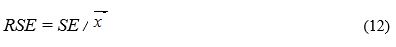 RSE = SE / x̄ (12)